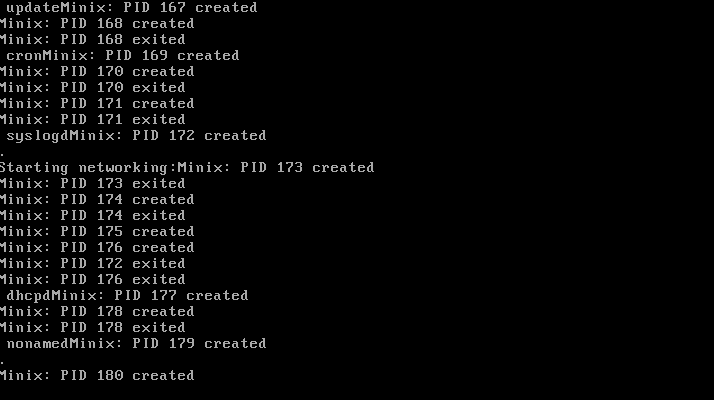 updateMinix: PID 167 created
Minix: PID 168 created
Minix: PID 168 exited
cronMinix: PID 169 created
Minix: PID 170 created
Minix: PID 170 exited
Minix: PID 171 created
Minix: PID 171 exited
syslogdMinix: PID 172 created
.
Starting networking:Minix: PID 173 created
Minix: PID 173 exited
Minix: PID 174 created
Minix: PID 174 exited
Minix: PID 175 created
Minix: PID 176 created
Minix: PID 172 exited
Minix: PID 176 exited
dhcpdMinix: PID 177 created
Minix: PID 178 created
Minix: PID 178 exited
nonamedMinix: PID 179 created
.
Minix: PID 180 created